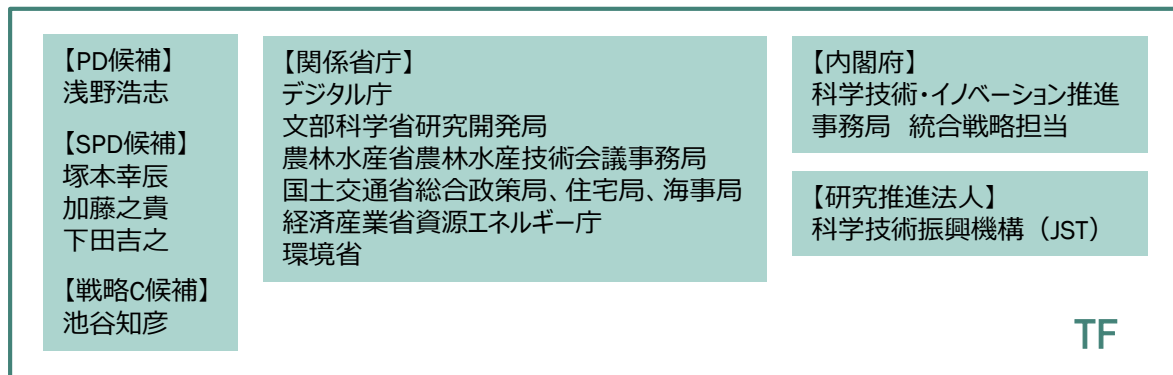 【PD候補】
浅野浩志
【SPD候補】
塚本幸辰
加藤之貴
下田吉之
【戦略C候補】
池谷知彦
【関係省庁】
デジタル庁
文部科学省研究開発局
農林水産省農林水産技術会議事務局
国土交通省総合政策局、住宅局、海事局
経済産業省資源エネルギー庁
環境省
【内閣府】
科学技術・イノベーション推進
事務局　統合戦略担当
【研究推進法人】
科学技術振興機構（JST）
TF